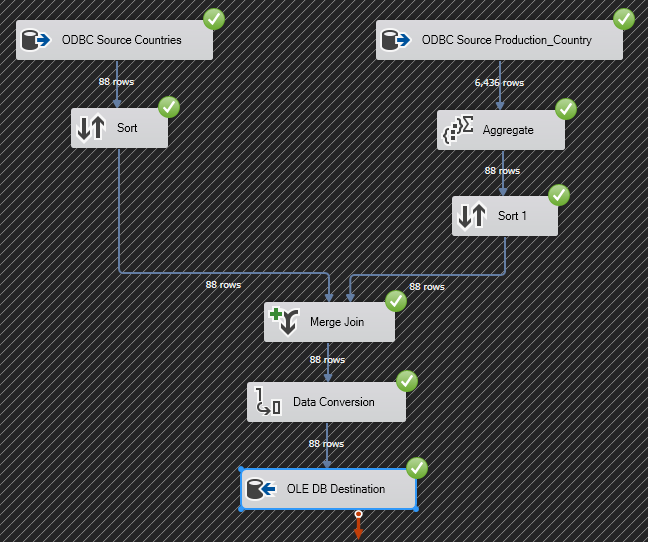 ODBC Source Countries
ODBC Source Production_Country
88 rows
6,436 rows
Sort
Aggregate
88 rows
Sort 1
88 rows
88 rows
Merge Join
88 rows
Data Conversion
88 rows
OLE DB Destination